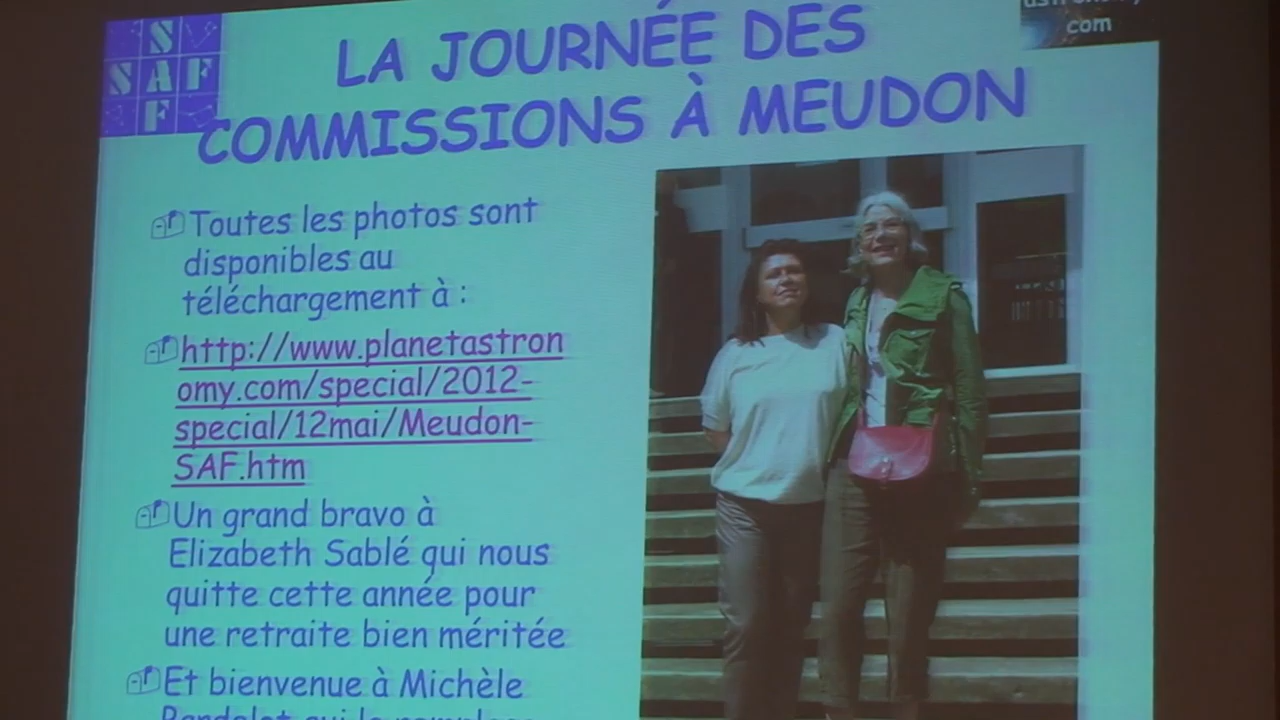 S
SAF
F
com
LA JOURNÉE DES
COMMISSIONS À MEUDON
Toutes les photos sont
disponibles au
téléchargement à :
http://www.planetastron
omy.com/special/2012-
special/12mai/Meudon-
SAF.htm
Un grand bravo à
Elizabeth Sablé qui nous
quitte cette année pour
une retraite bien méritée
Et bienvenue à Michèle